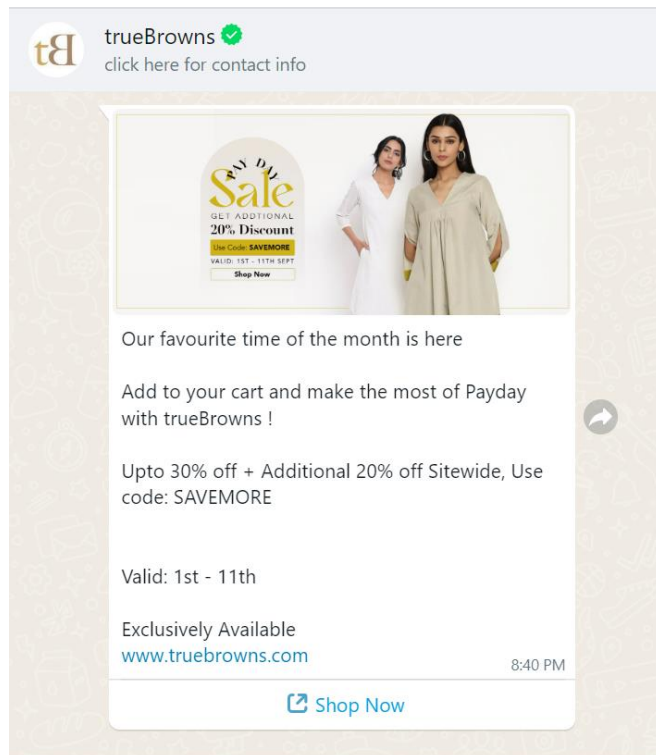 tB
trueBrowns
click here for contact info
PAY DAY
Sale
GET ADDTIONAL
20% Discount
Use Code: SAVEMORE
VALID: 1ST - 11TH SEPT
Shop Now
Our favourite time of the month is here
Add to your cart and make the most of Payday
with trueBrowns !
Upto 30% off + Additional 20% off Sitewide, Use
code: SAVEMORE
Valid: 1st - 11th
Exclusively Available
www.truebrowns.com
8:40 PM
Shop Now